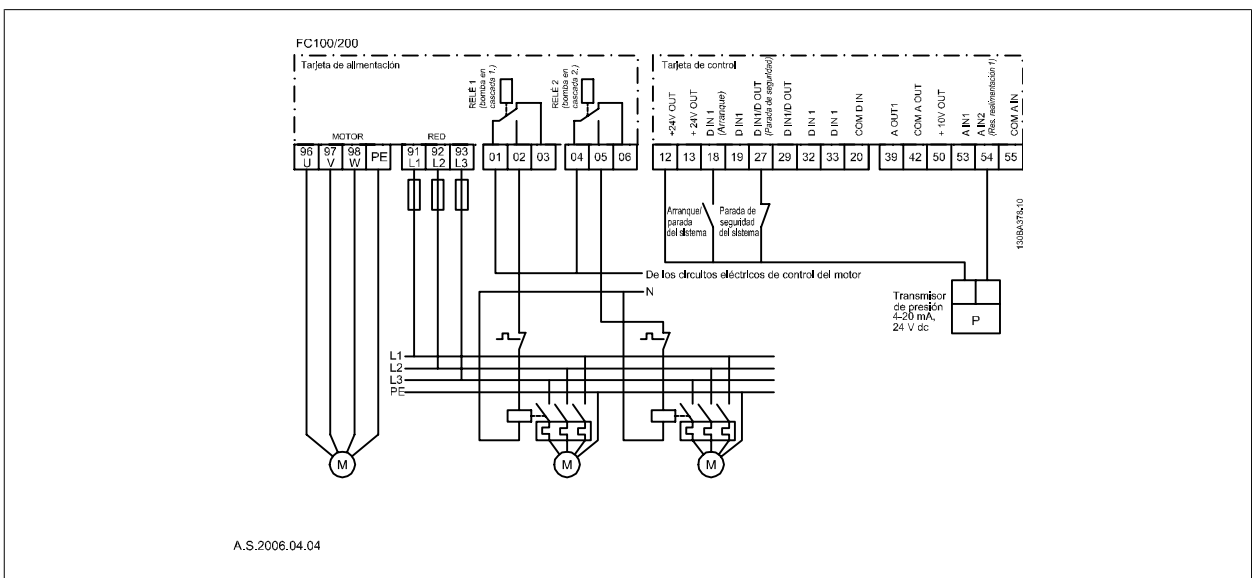 FC100/200
Tarjeta de alimentación
RELÉ 1
(bomba en
cascada 1.)
RELÉ 2
(bomba en
cascada 2.)
MOTOR
RED
96 97 98 PE 91 92 93 01 02 03 04 05 06
U V W L1 L2 L3
Tarjeta de control
+24V OUT
+ 24V OUT
D IN 1
(Arranque)
D IN1
D IN1/D OUT
(Parada de seguridad)
D IN1/D OUT
D IN 1
D IN 1
COM D IN
A OUT1
COM A OUT
+ 10V OUT
A IN1
A IN2
(Res. realimentación 1)
COM A IN
12 13 18 19 27 29 32 33 20 39 42 50 53 54 55
Arranque/
parada
del sistema
Parada de
seguridad
del sistema
De los circuitos eléctricos de control del motor
N
Transmisor
de presión
4-20 mA,
24 V dc
P
L1
L2
L3
PE
M
M
M
130BA378.10
A.S.2006.04.04